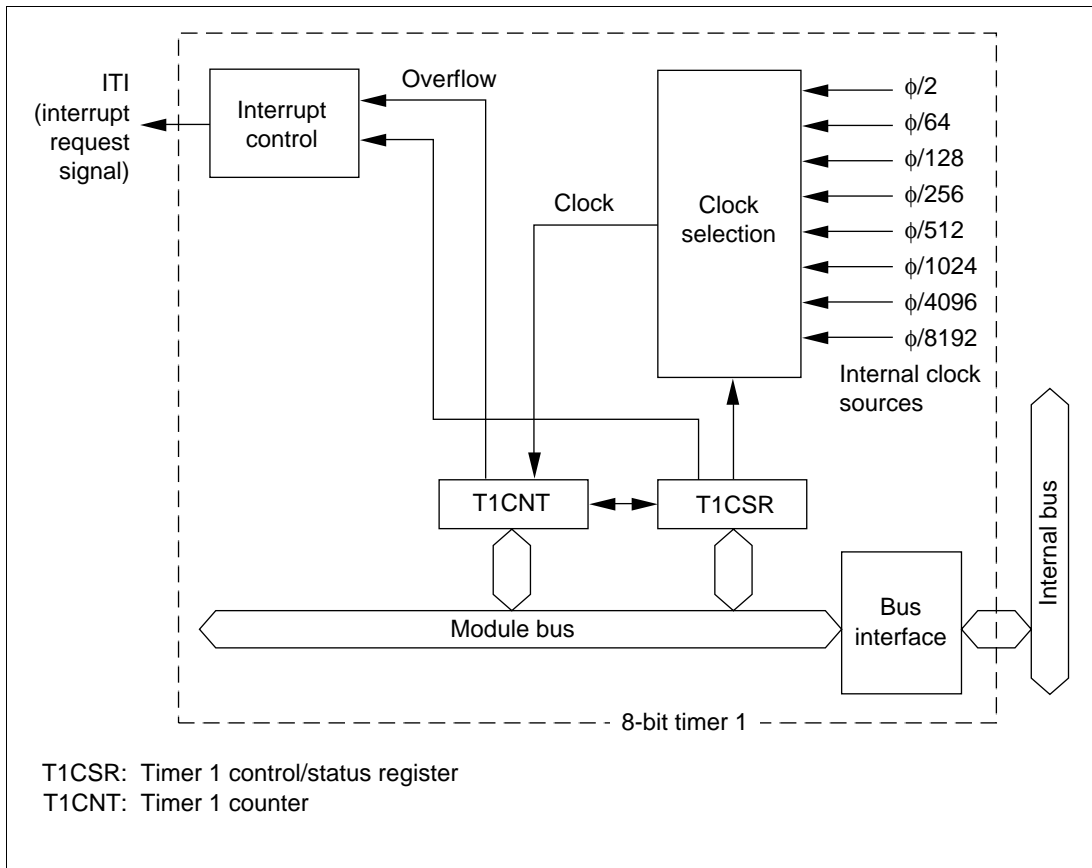 ITI
(interrupt
request
signal)
Interrupt
control
Overflow
Clock
Clock
selection
ϕ/2
ϕ/64
ϕ/128
ϕ/256
ϕ/512
ϕ/1024
ϕ/4096
ϕ/8192
Internal clock
sources
T1CNT
T1CSR
Module bus
Bus
interface
Internal bus
8-bit timer 1
T1CSR: Timer 1 control/status register
T1CNT: Timer 1 counter